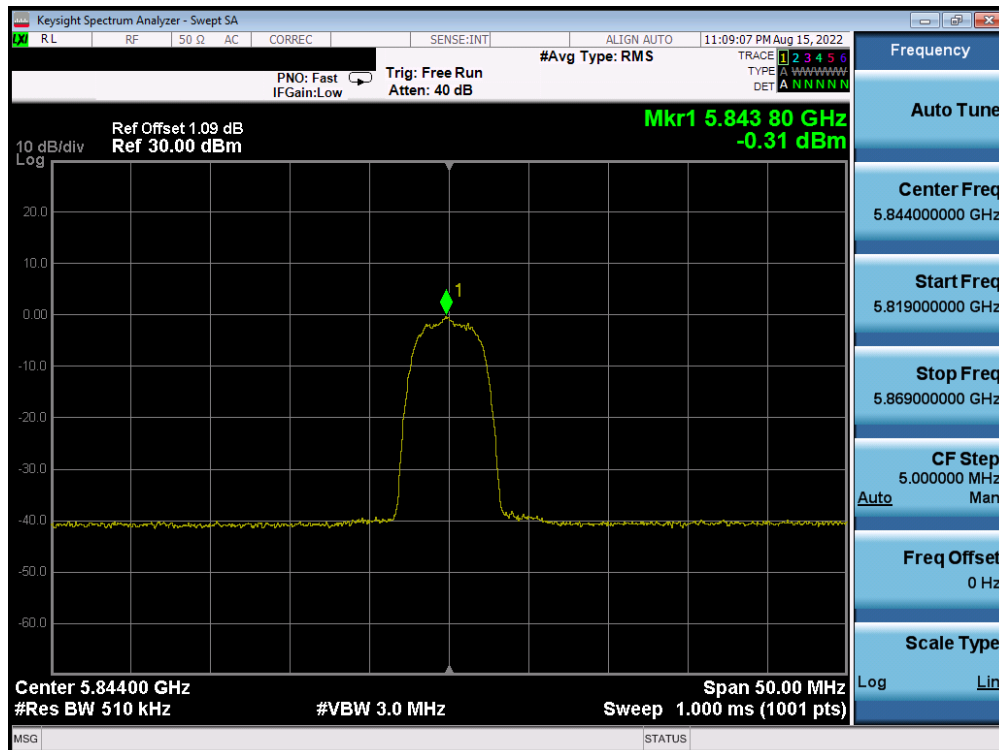 Keysight Spectrum Analyzer - Swept SA
LXI RL RF 50 Ω AC CORREC SENSE:INT ALIGN AUTO 11:09:07 PM Aug 15, 2022
#Avg Type: RMS
TRACE 1 2 3 4 5 6
TYPE A WWWWW
DET A N N N N N
PNO: Fast
IFGain:Low
Trig: Free Run
Atten: 40 dB
Mkr1 5.843 80 GHz
-0.31 dBm
Ref Offset 1.09 dB
Ref 30.00 dBm
10 dB/div
Log
20.0
10.0
0.00
-10.0
-20.0
-30.0
-40.0
-50.0
-60.0
1
Center 5.84400 GHz
Span 50.00 MHz
#Res BW 510 kHz
#VBW 3.0 MHz
Sweep 1.000 ms (1001 pts)
MSG
STATUS
Frequency
Auto Tune
Center Freq
5.844000000 GHz
Start Freq
5.819000000 GHz
Stop Freq
5.869000000 GHz
CF Step
5.000000 MHz
Auto Man
Freq Offset
0 Hz
Scale Type
Log Lin